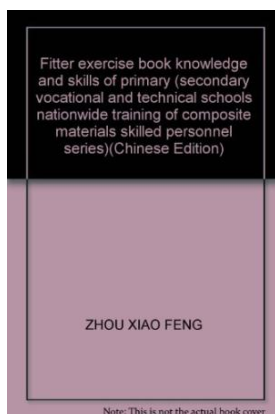 Fitter exercise book knowledge
and skills of primary (secondary
vocational and technical schools
nationwide training of composite
materials skilled personnel
series)(Chinese Edition)
ZHOU XIAO FENG
Note: This is not the actual book cover